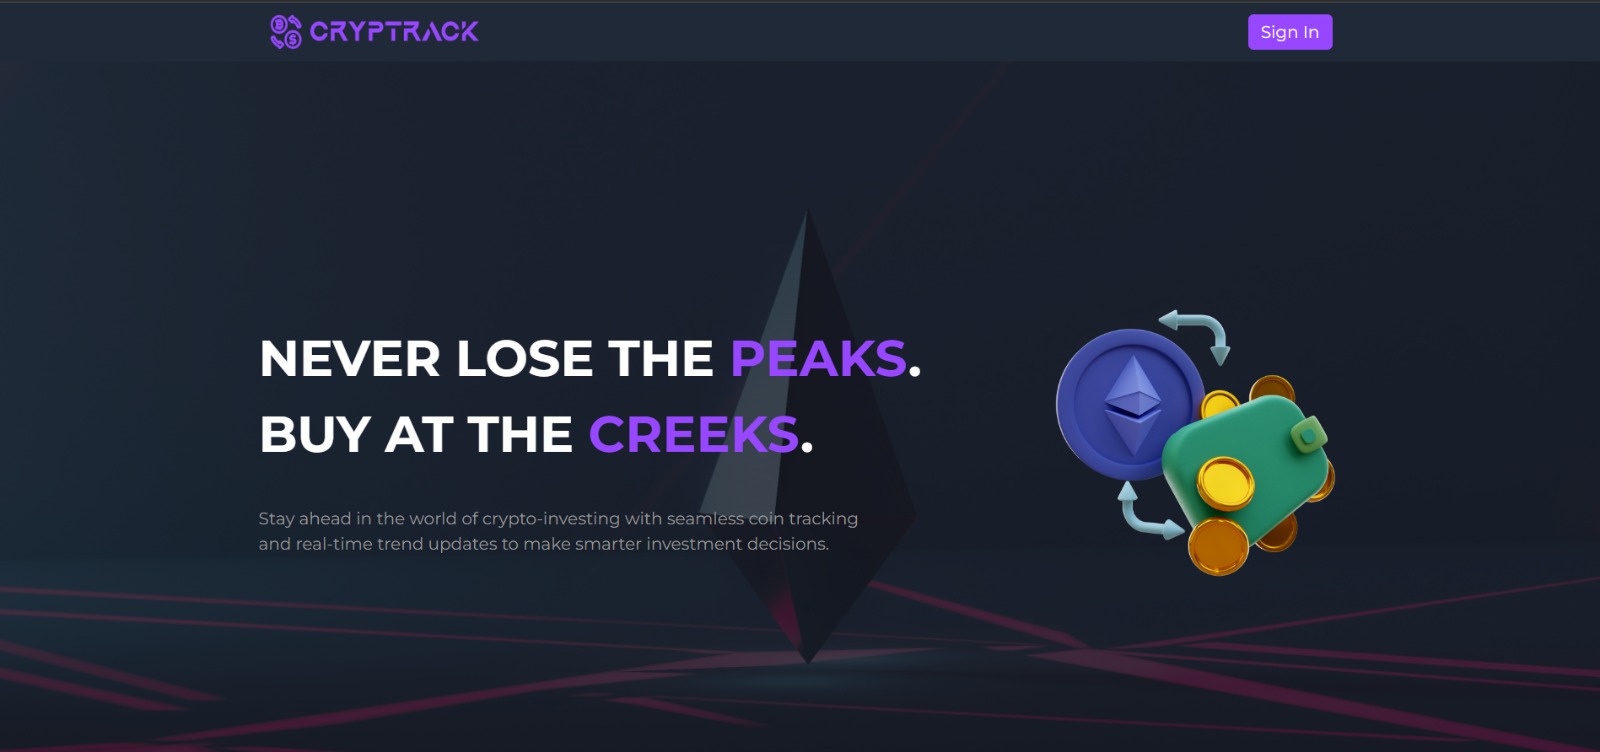 CRYPTRACK
Sign In
NEVER LOSE THE PEAKS.
BUY AT THE CREEKS.
Stay ahead in the world of crypto-investing with seamless coin tracking
and real-time trend updates to make smarter investment decisions.